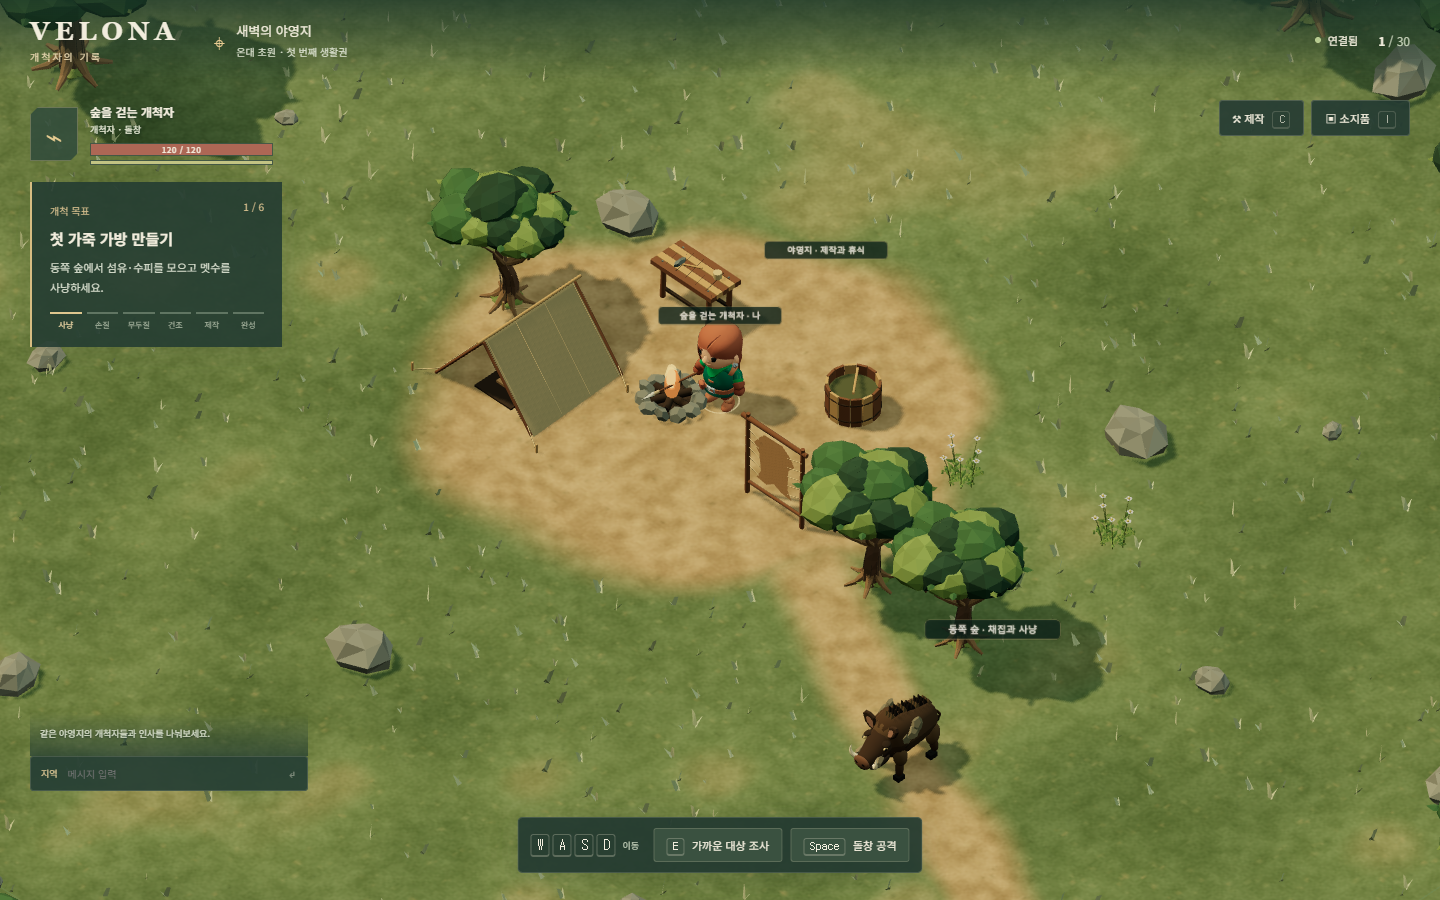 VELONA
개척자의 기록
새벽의 야영지
온대 초원 · 첫 번째 생활권
연결됨 1 / 30
숲을 걷는 개척자
개척자 · 돌창
120 / 120
제작 C
소지품 I
개척 목표 1 / 6
첫 가죽 가방 만들기
동쪽 숲에서 섬유·수피를 모으고 멧수를
사냥하세요.
사냥 손질 무두질 건조 제작 완성
야영지 · 제작과 휴식
숲을 걷는 개척자 · 나
동쪽 숲 · 채집과 사냥
같은 야영지의 개척자들과 인사를 나눠보세요.
지역 메시지 입력
W A S D 이동 E 가까운 대상 조사 Space 돌창 공격